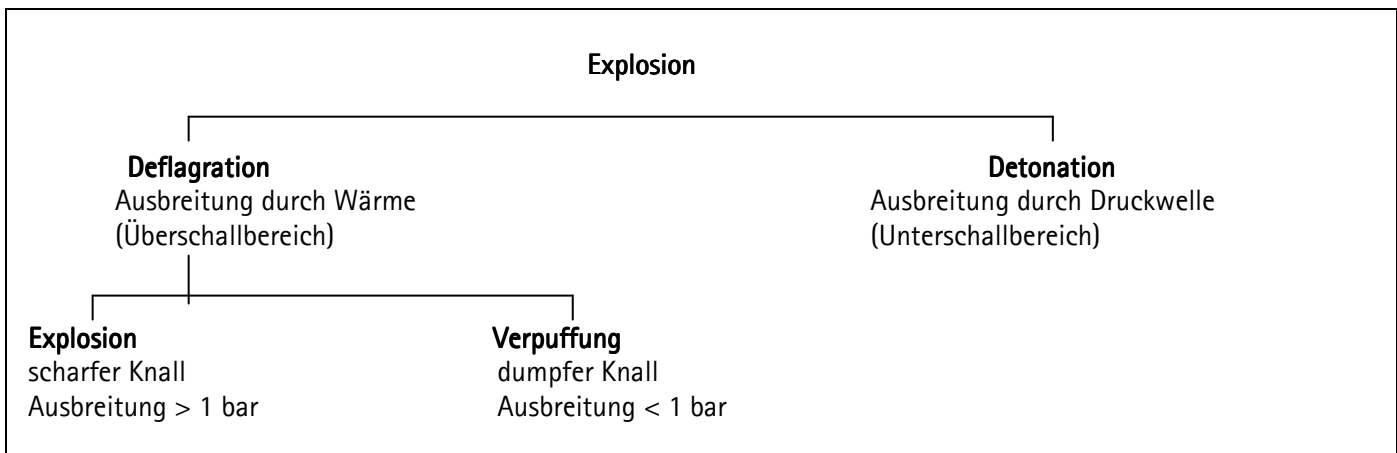 Explosion
Deflagration
Ausbreitung durch Wärme
(Überschallbereich)
Detonation
Ausbreitung durch Druckwelle
(Unterschallbereich)
Explosion
scharfer Knall
Ausbreitung > 1 bar
Verpuffung
dumpfer Knall
Ausbreitung < 1 bar